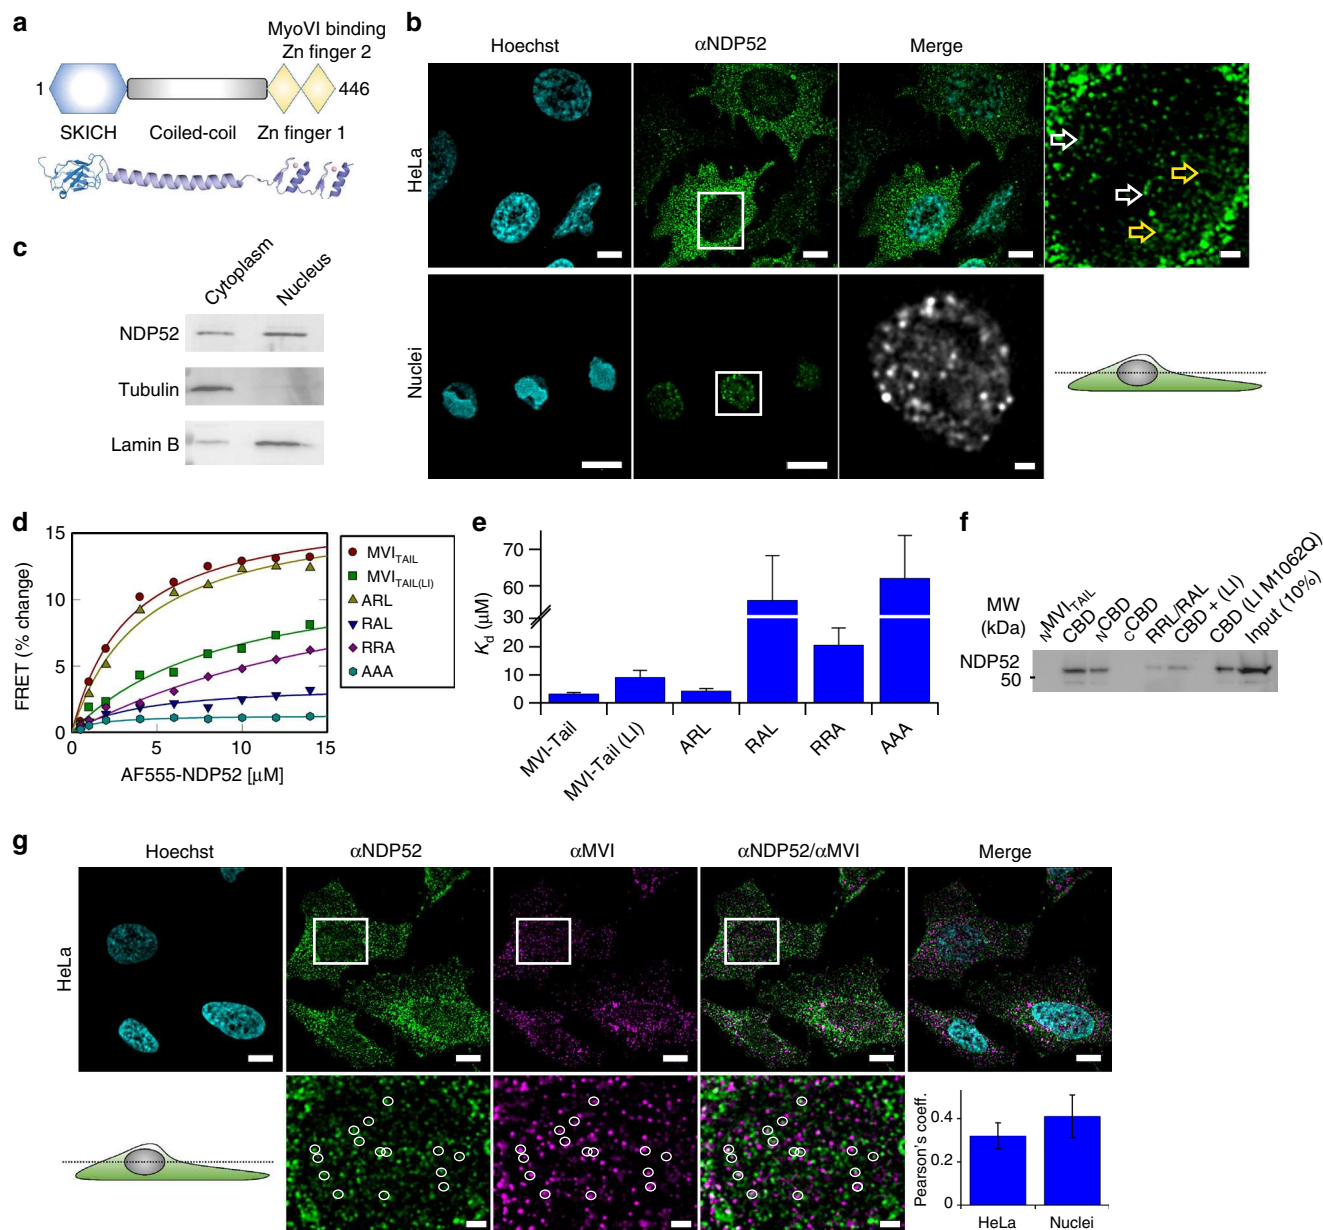 a
MyoVI binding
Zn finger 2
1
446
SKICH
Coiled-coil
Zn finger 1
b
Hoechst
αNDP52
Merge
HeLa
Nuclei
c
Cytoplasm
Nucleus
NDP52
Tubulin
Lamin B
d
15
10
5
0
FRET (% change)
0
5
10
15
AF555-NDP52 [μM]
MVITAIL
MVITAIL(LI)
ARL
RAL
RRA
AAA
e
70
60
30
20
10
0
Kd (μM)
MVI-Tail
MVI-Tail (LI)
ARL
RAL
RRA
AAA
f
MW
(kDa)
NMVITAIL
CBD
NCBD
CCBD
RRL/RAL
CBD + (LI)
CBD (LI M1062Q)
Input (10%)
NDP52
50
g
Hoechst
αNDP52
αMVI
αNDP52/αMVI
Merge
HeLa
Pearson's coeff.
0.4
0.2
0
HeLa
Nuclei